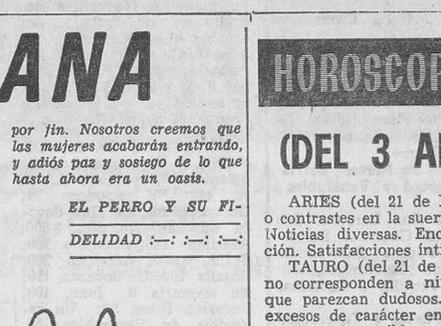 ANA
por fin. Nosotros creemos que
las mujeres acabarán entrando,
y adiós paz y sosiego de lo que
hasta ahora era un oasis.
EL PERRO Y SU FI-
DELIDAD :—: :—: :—:
HOROSCOP
(DEL 3 A
ARIES (del 21 de
o contrastes en la suer
Noticias diversas. Enc
ción. Satisfacciones ínti
TAURO (del 21 de
no corresponden a ni
que parezcan dudosos.
excesos de carácter en